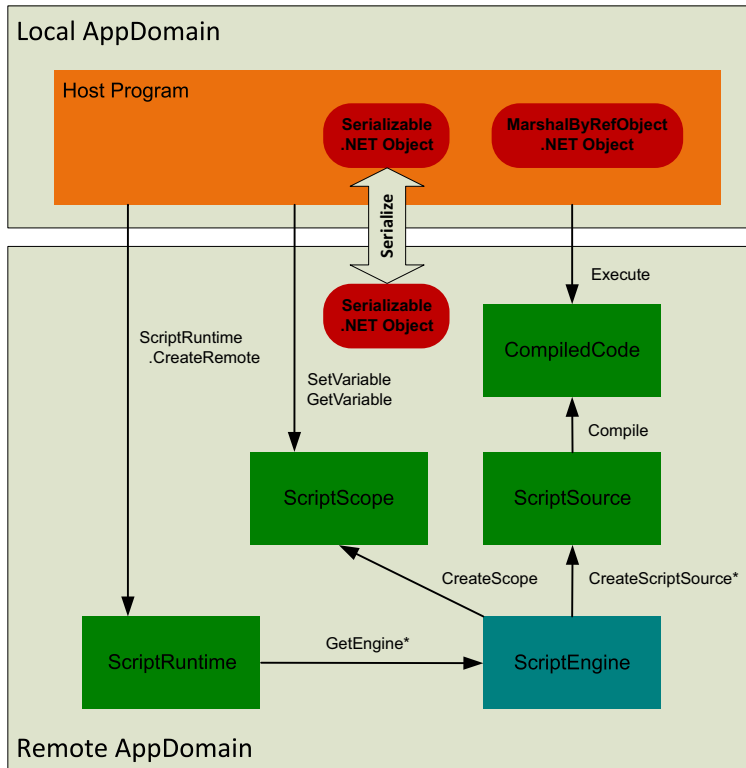 Local AppDomain
Host Program
Serializable
.NET Object
MarshalByRefObject
.NET Object
Serialize
Execute
Serializable
.NET Object
ScriptRuntime
.CreateRemote
CompiledCode
SetVariable
GetVariable
Compile
ScriptScope
ScriptSource
CreateScope
CreateScriptSource*
ScriptRuntime
GetEngine*
ScriptEngine
Remote AppDomain